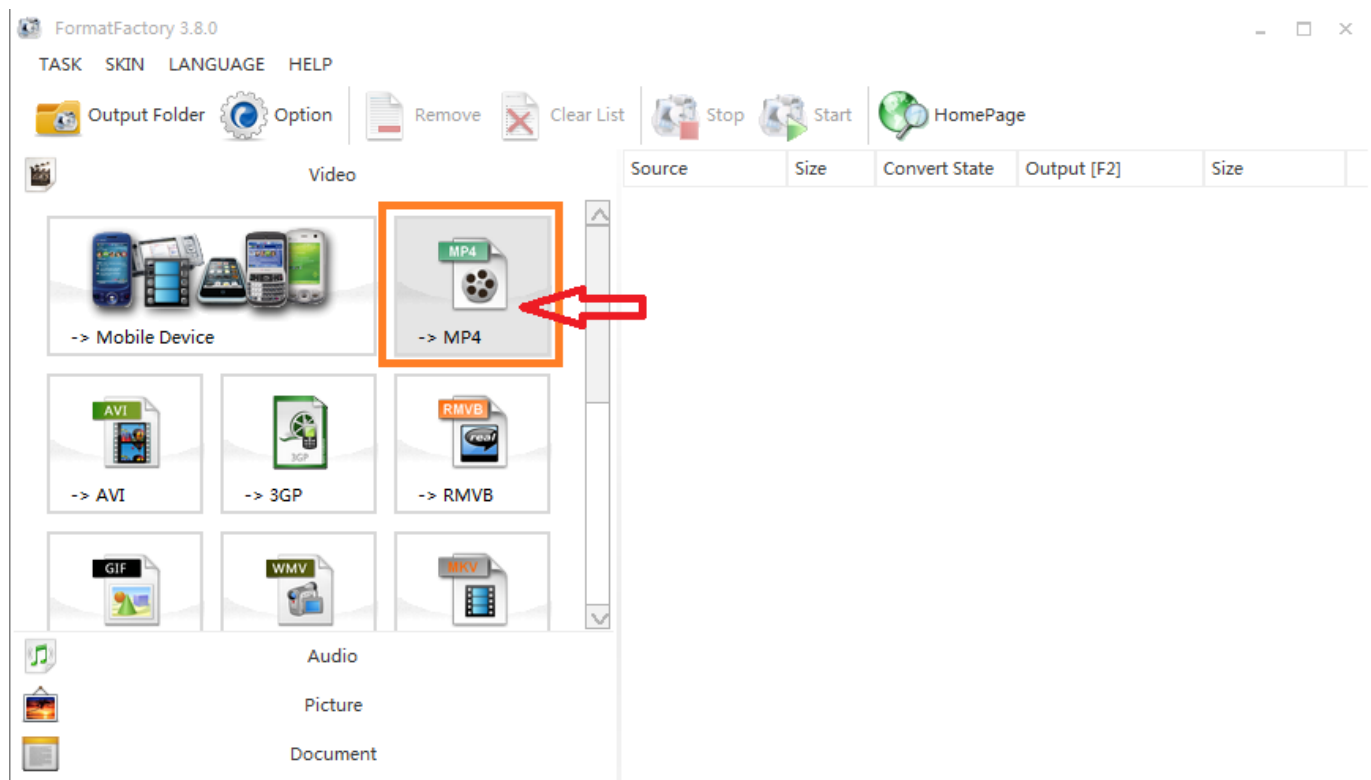 FormatFactory 3.8.0
TASK SKIN LANGUAGE HELP
Output Folder Option Remove Clear List Stop Start HomePage
Video
Source Size Convert State Output [F2] Size
MP4
-> Mobile Device
-> MP4
AVI
3GP
RMVB
real
-> AVI
-> 3GP
-> RMVB
GIF
WMV
MKV
Audio
Picture
Document